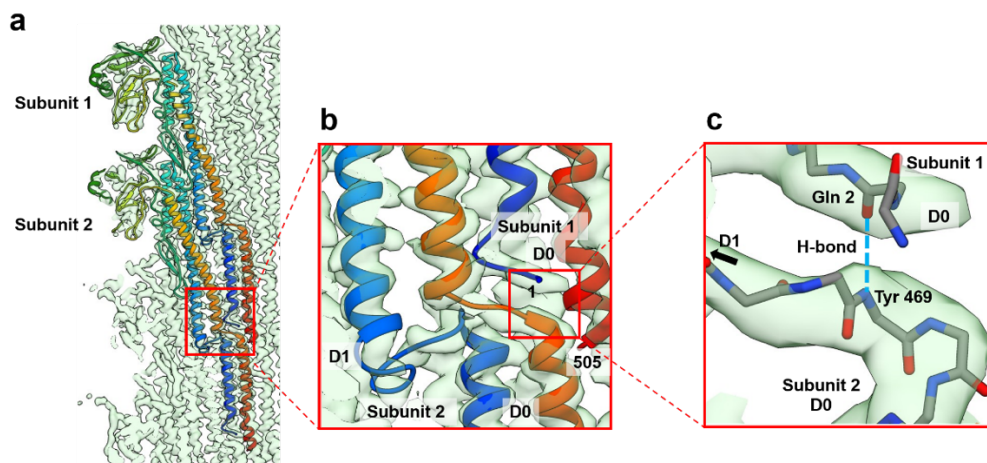 a
Subunit 1
Subunit 2
b
Subunit 1
D0
1
D1
505
Subunit 2
D0
c
Subunit 1
Gln 2
D0
D1
H-bond
Tyr 469
Subunit 2
D0